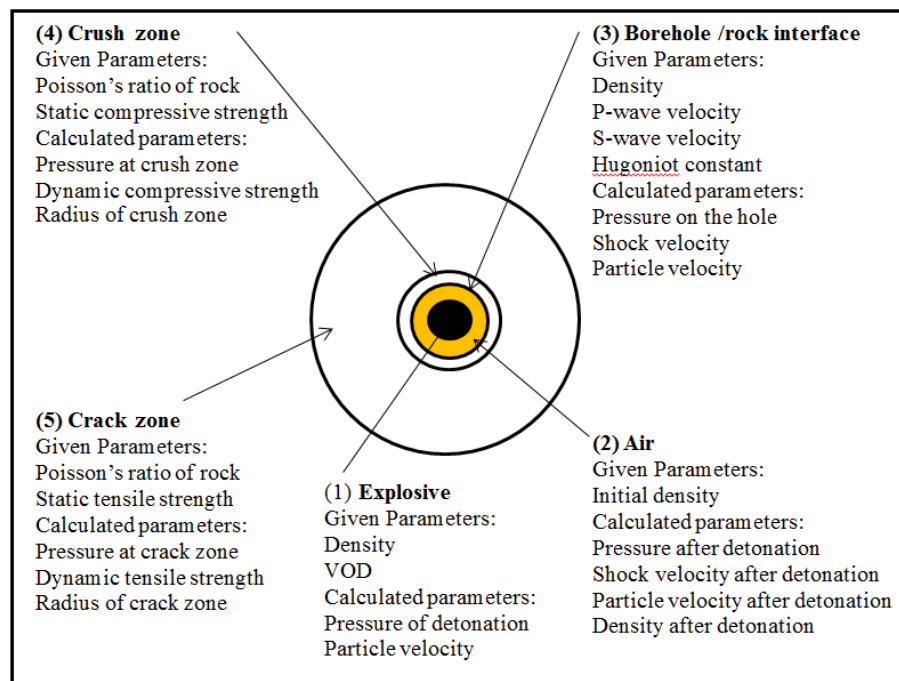 (4) Crush zone
Given Parameters:
Poisson's ratio of rock
Static compressive strength
Calculated parameters:
Pressure at crush zone
Dynamic compressive strength
Radius of crush zone
(3) Borehole /rock interface
Given Parameters:
Density
P-wave velocity
S-wave velocity
Hugoniot constant
Calculated parameters:
Pressure on the hole
Shock velocity
Particle velocity
(5) Crack zone
Given Parameters:
Poisson's ratio of rock
Static tensile strength
Calculated parameters:
Pressure at crack zone
Dynamic tensile strength
Radius of crack zone
(1) Explosive
Given Parameters:
Density
VOD
Calculated parameters:
Pressure of detonation
Particle velocity
(2) Air
Given Parameters:
Initial density
Calculated parameters:
Pressure after detonation
Shock velocity after detonation
Particle velocity after detonation
Density after detonation